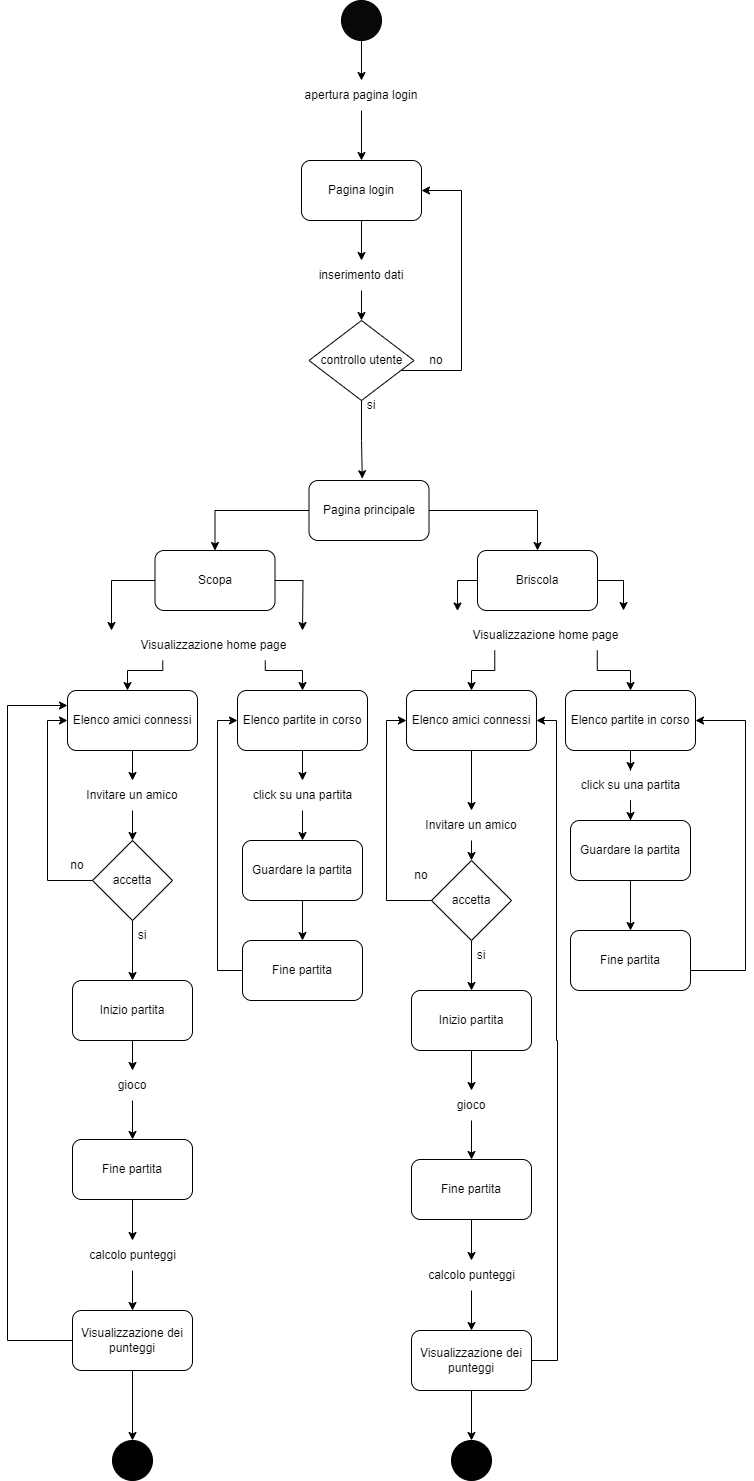 apertura pagina login
Pagina login
inserimento dati
controllo utente
no
si
Pagina principale
Scopa
Briscola
Visualizzazione home page
Visualizzazione home page
Elenco amici connessi
Elenco partite in corso
Elenco amici connessi
Elenco partite in corso
Invitare un amico
click su una partita
Invitare un amico
click su una partita
no
accetta
Guardare la partita
no
accetta
Guardare la partita
si
Fine partita
si
Fine partita
Inizio partita
Inizio partita
gioco
gioco
Fine partita
Fine partita
calcolo punteggi
calcolo punteggi
Visualizzazione dei
punteggi
Visualizzazione dei
punteggi